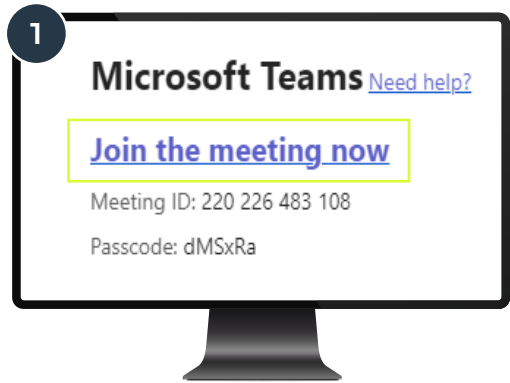 1
Microsoft Teams Need help?
Join the meeting now
Meeting ID: 220 226 483 108
Passcode: dMSxRa